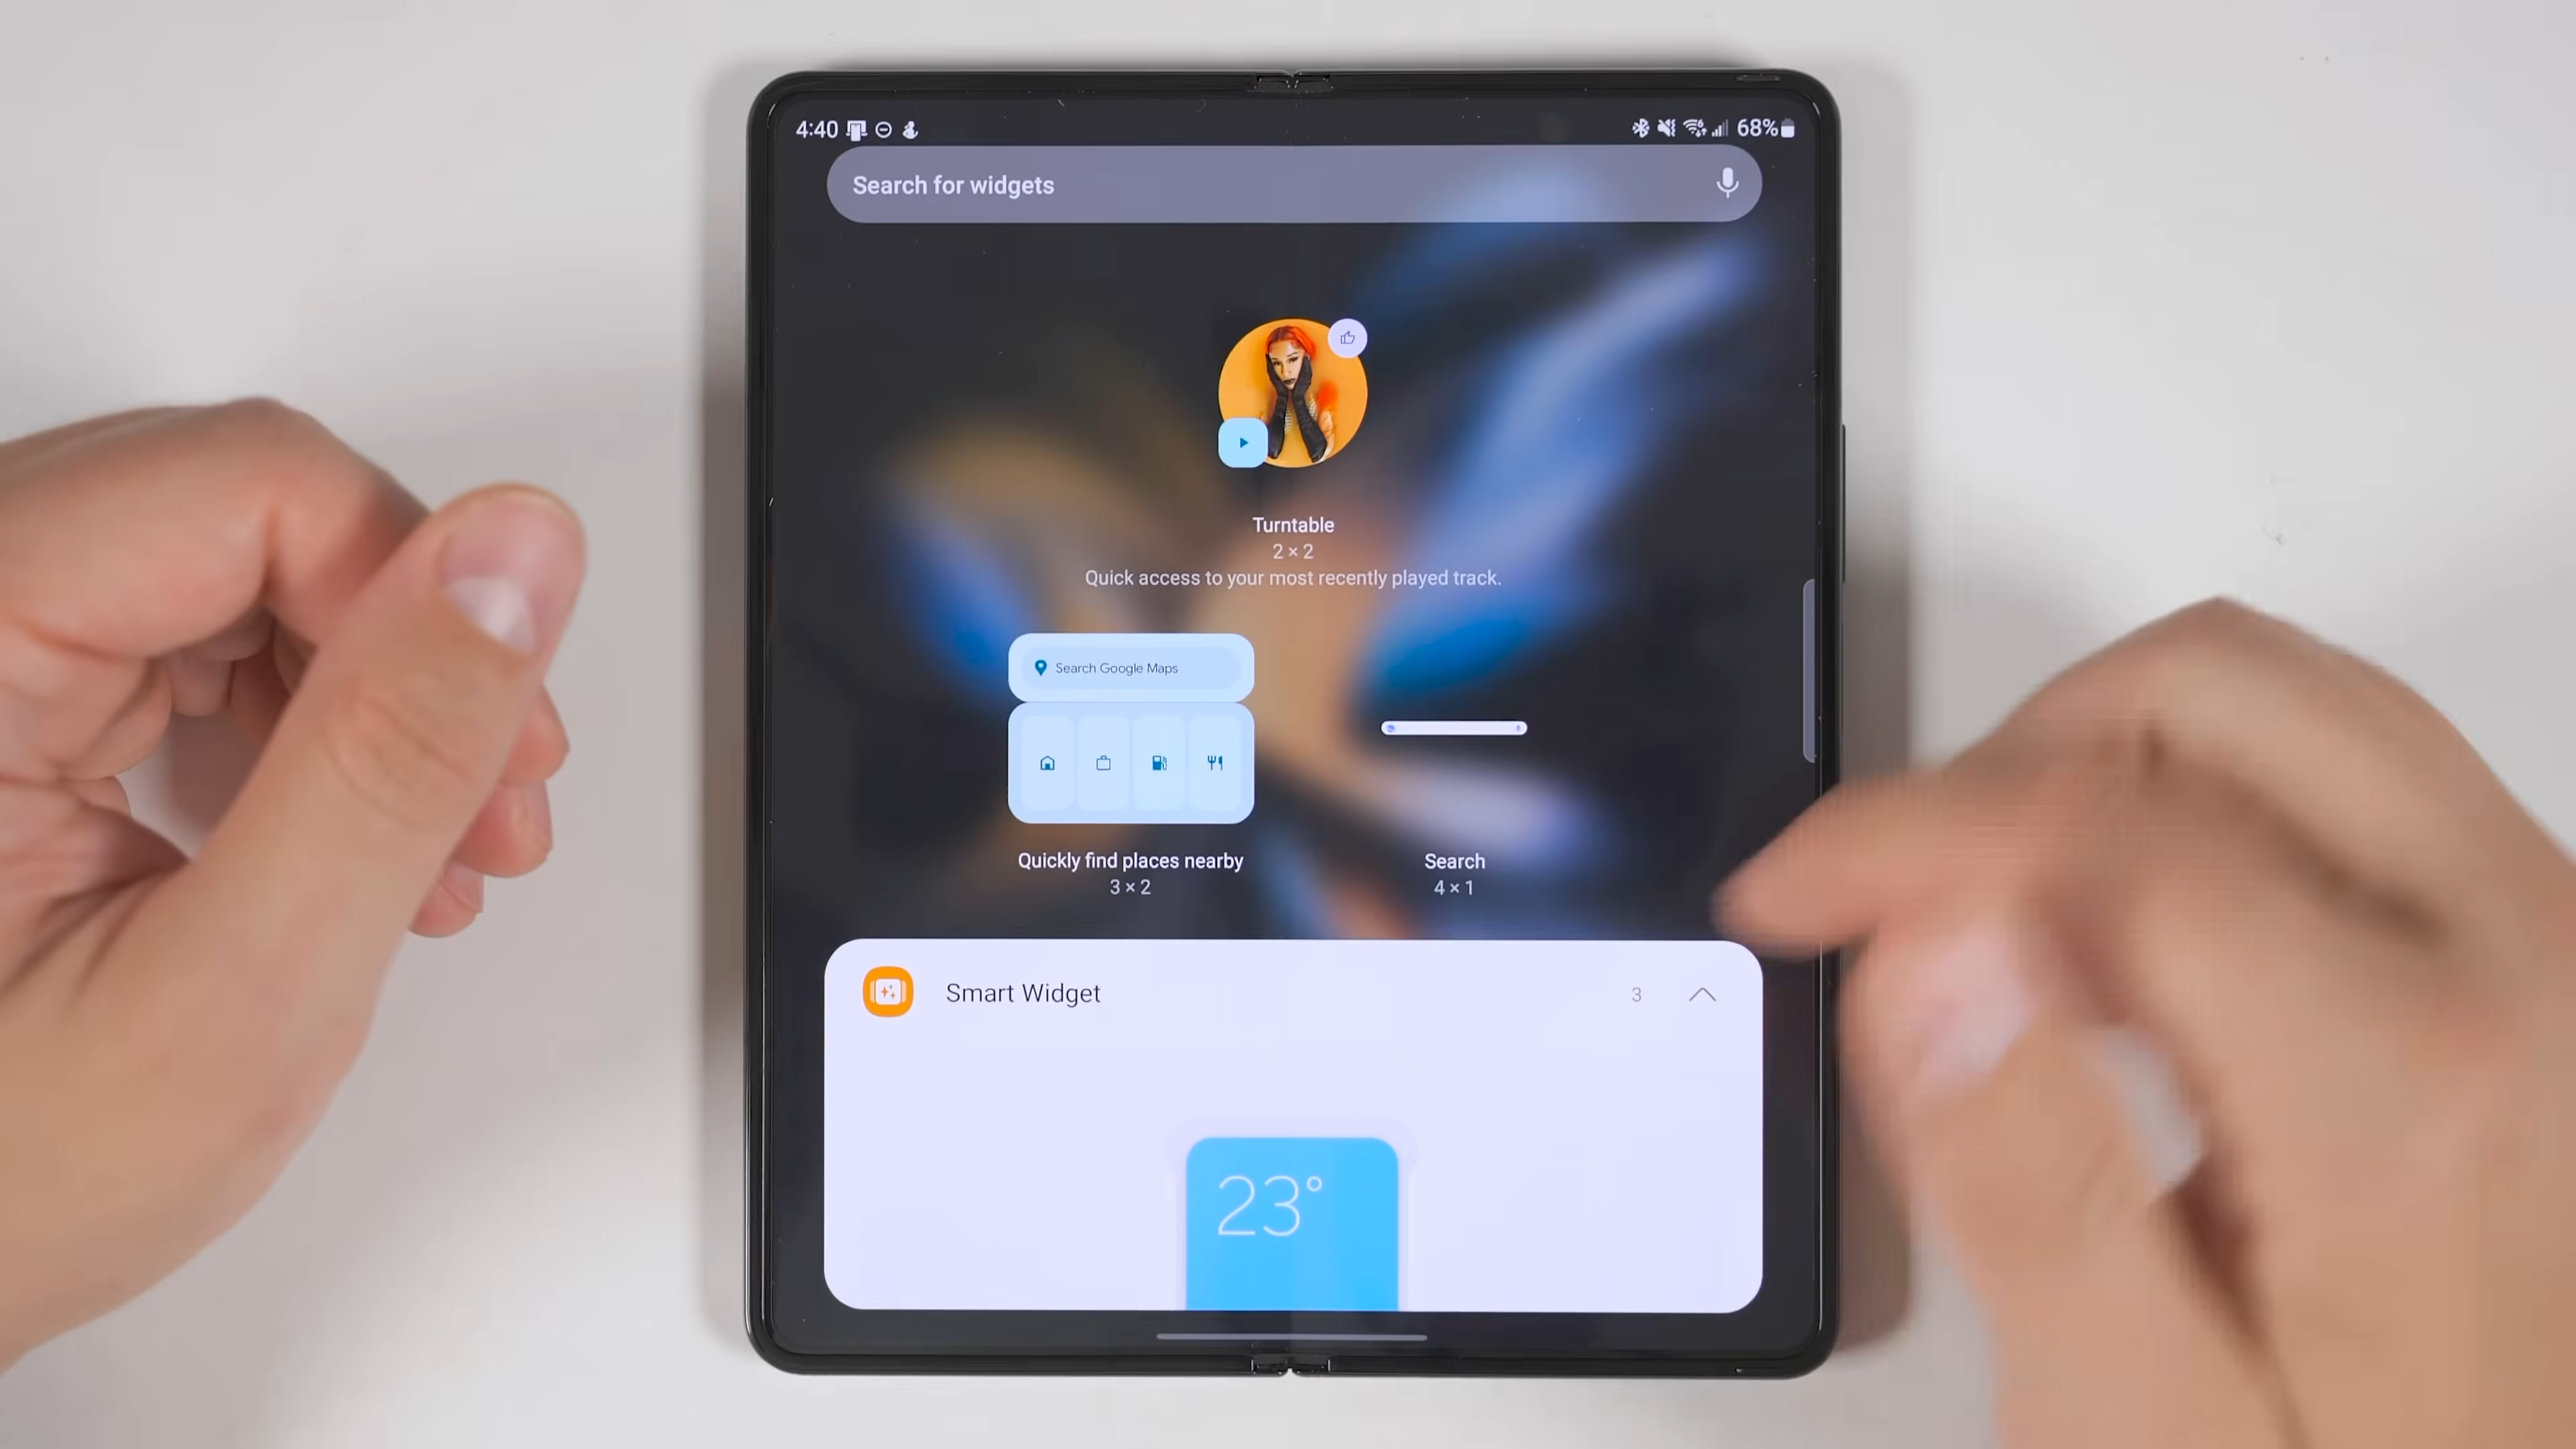 4:40
68%
Search for widgets
Turntable
2 × 2
Quick access to your most recently played track.
Search Google Maps
Quickly find places nearby
3 × 2
Search
4 × 1
Smart Widget
3
23°